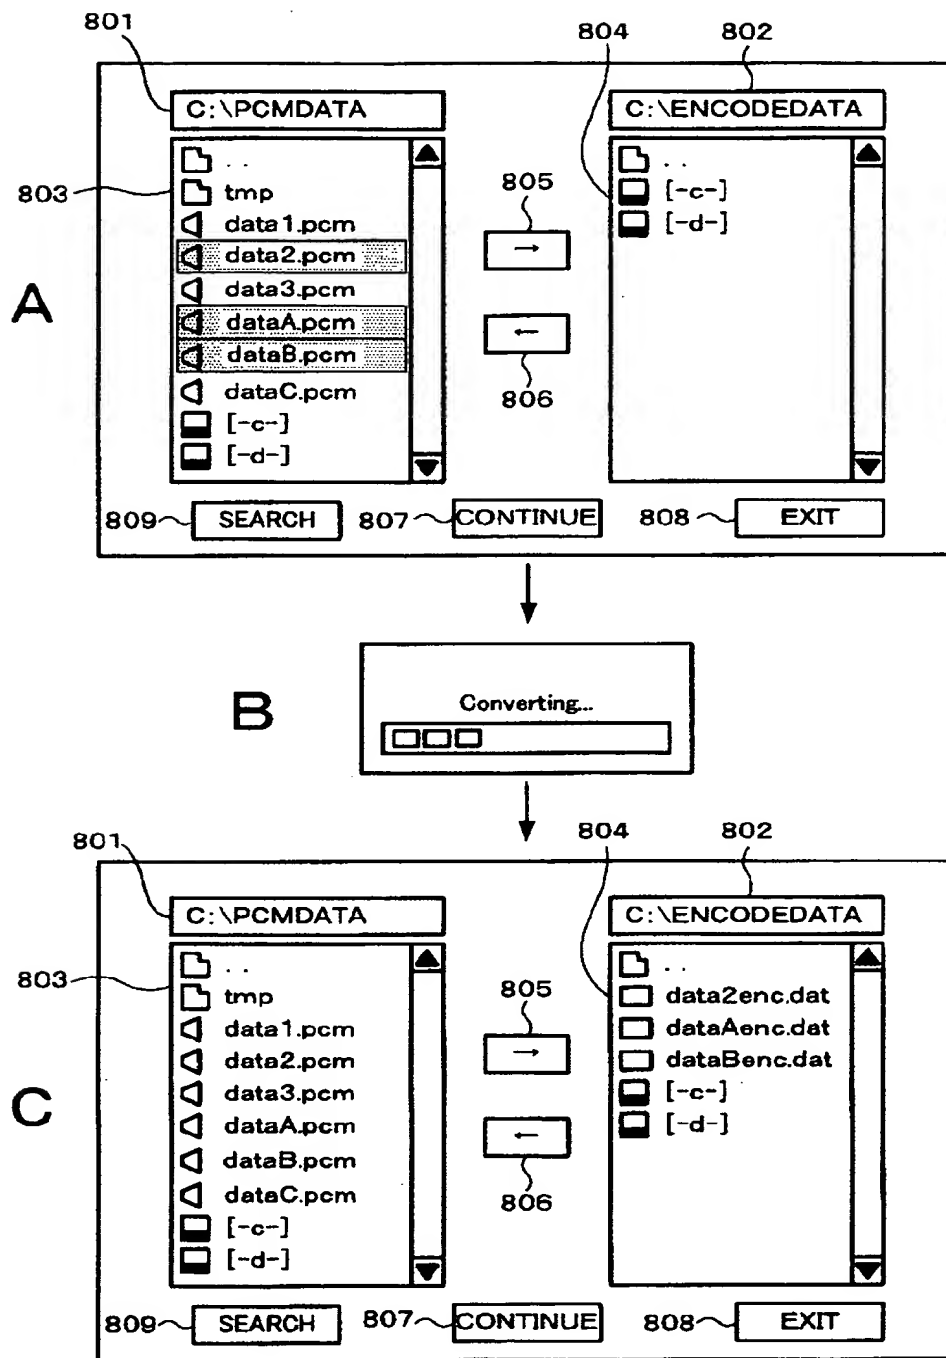 801 804 802
C:\PCMDATA C:\ENCODEDATA
.. ..
803 tmp 805 [-c-]
data1.pcm [-d-]
data2.pcm →
A data3.pcm
dataA.pcm ←
dataB.pcm
dataC.pcm 806
[-c-]
[-d-]
809 SEARCH 807 CONTINUE 808 EXIT
B Converting...
801 804 802
C:\PCMDATA C:\ENCODEDATA
.. ..
803 tmp 805 data2enc.dat
data1.pcm dataAenc.dat
data2.pcm → dataBenc.dat
data3.pcm [-c-]
C dataA.pcm ← [-d-]
dataB.pcm
dataC.pcm 806
[-c-]
[-d-]
809 SEARCH 807 CONTINUE 808 EXIT